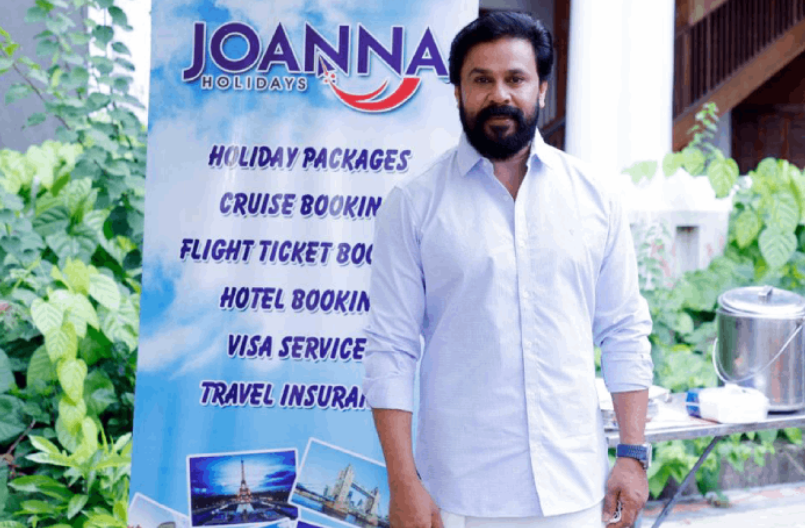 JOANNA
HOLIDAYS
HOLIDAY PACKAGES
CRUISE BOOKIN
FLIGHT TICKET BOO
HOTEL BOOKIN
VISA SERVICE
TRAVEL INSURAN